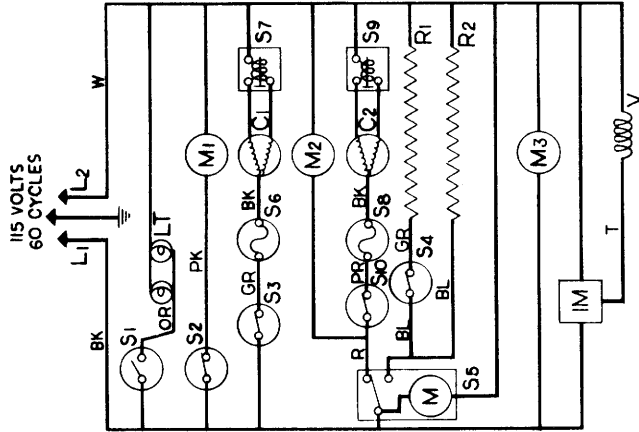 115 VOLTS
60 CYCLES
L1
L2
BK
W
S1
OR
LT
S2
PK
M1
S3
GR
S6
BK
C1
S7
M2
R
S10
PR
S8
BK
C2
S9
BL
S4
GR
R1
BL
R2
M
S5
M3
IM
T
V